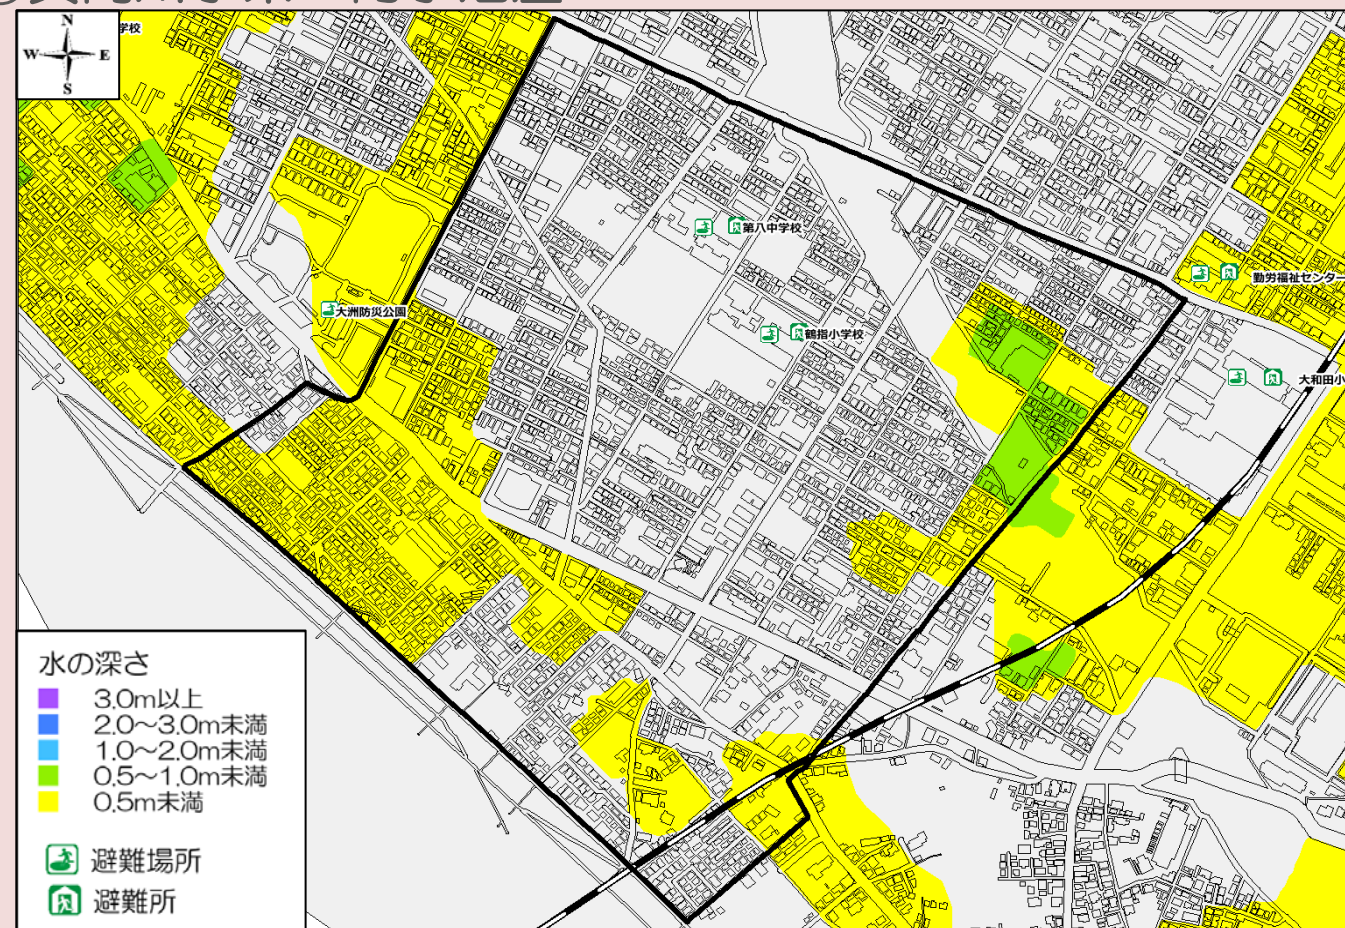 N
W E
S
学校
第八中学校
勤労福祉センター
大洲防災公園
鶴指小学校
大和田小
水の深さ
3.0m以上
2.0～3.0m未満
1.0～2.0m未満
0.5～1.0m未満
0.5m未満
避難場所
避難所